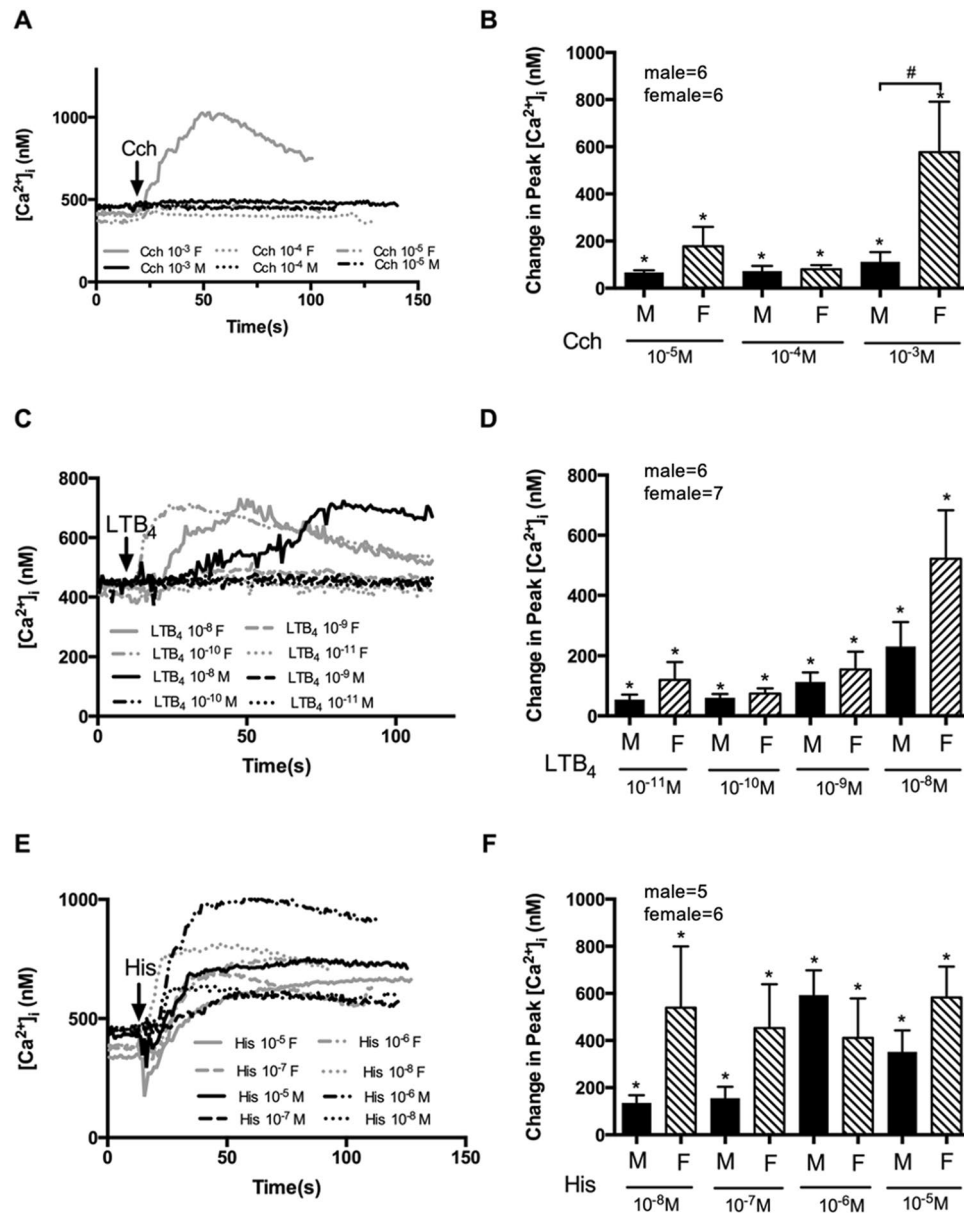 A
[Ca²⁺]ᵢ (nM)
1000
500
0
Cch
Cch 10⁻³ F
Cch 10⁻⁴ F
Cch 10⁻⁵ F
Cch 10⁻³ M
Cch 10⁻⁴ M
Cch 10⁻⁵ M
0
50
100
150
Time(s)
B
Change in Peak [Ca²⁺]ᵢ (nM)
1000
800
600
400
200
0
male=6
female=6
#
* * * * * *
M F M F M F
Cch
10⁻⁵M 10⁻⁴M 10⁻³M
C
[Ca²⁺]ᵢ (nM)
800
600
400
200
0
LTB₄
LTB₄ 10⁻⁸ F
LTB₄ 10⁻⁹ F
LTB₄ 10⁻¹⁰ F
LTB₄ 10⁻¹¹ F
LTB₄ 10⁻⁸ M
LTB₄ 10⁻⁹ M
LTB₄ 10⁻¹⁰ M
LTB₄ 10⁻¹¹ M
0
50
100
Time(s)
D
Change in Peak [Ca²⁺]ᵢ (nM)
800
600
400
200
0
male=6
female=7
* * * * * * * *
M F M F M F M F
LTB₄
10⁻¹¹M 10⁻¹⁰M 10⁻⁹M 10⁻⁸M
E
[Ca²⁺]ᵢ (nM)
1000
500
0
His
His 10⁻⁵ F
His 10⁻⁶ F
His 10⁻⁷ F
His 10⁻⁸ F
His 10⁻⁵ M
His 10⁻⁶ M
His 10⁻⁷ M
His 10⁻⁸ M
0
50
100
150
Time(s)
F
Change in Peak [Ca²⁺]ᵢ (nM)
1000
800
600
400
200
0
male=5
female=6
* * * * * * * *
M F M F M F M F
His
10⁻⁸M 10⁻⁷M 10⁻⁶M 10⁻⁵M